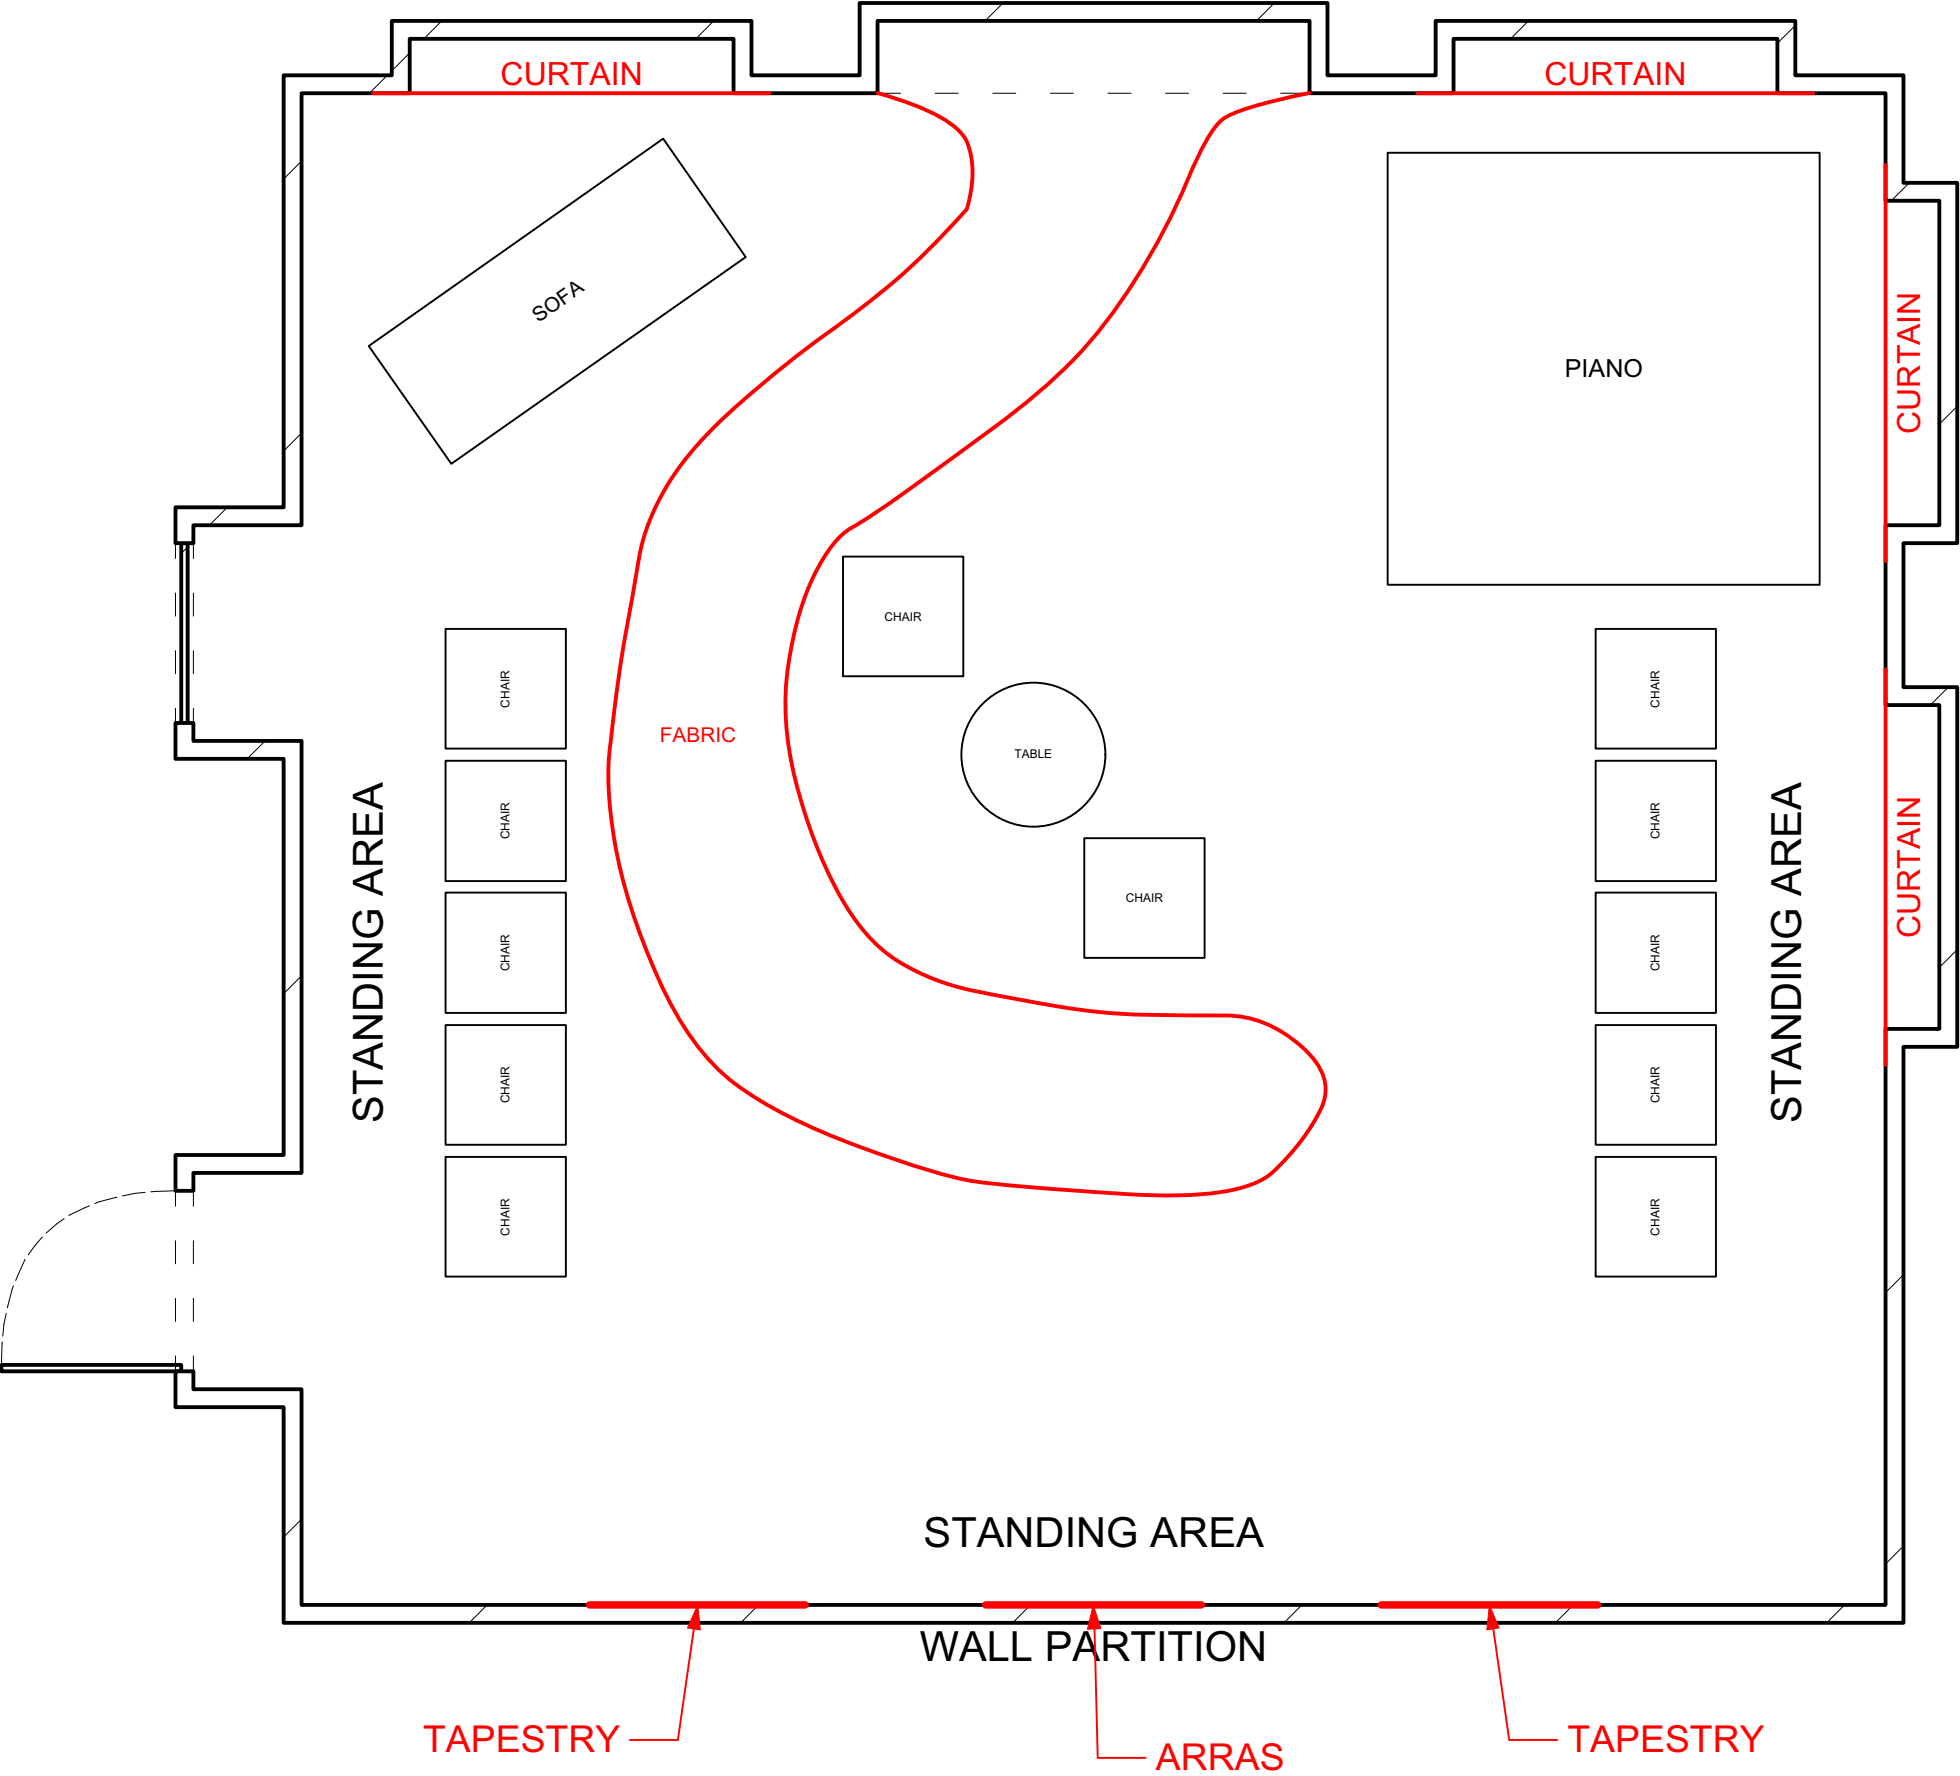 CURTAIN
CURTAIN
SOFA
CURTAIN
PIANO
CHAIR
CHAIR
CHAIR
FABRIC
TABLE
CHAIR
CHAIR
STANDING AREA
CHAIR
STANDING AREA
CURTAIN
CHAIR
CHAIR
CHAIR
CHAIR
CHAIR
CHAIR
STANDING AREA
WALL PARTITION
TAPESTRY
ARRAS
TAPESTRY